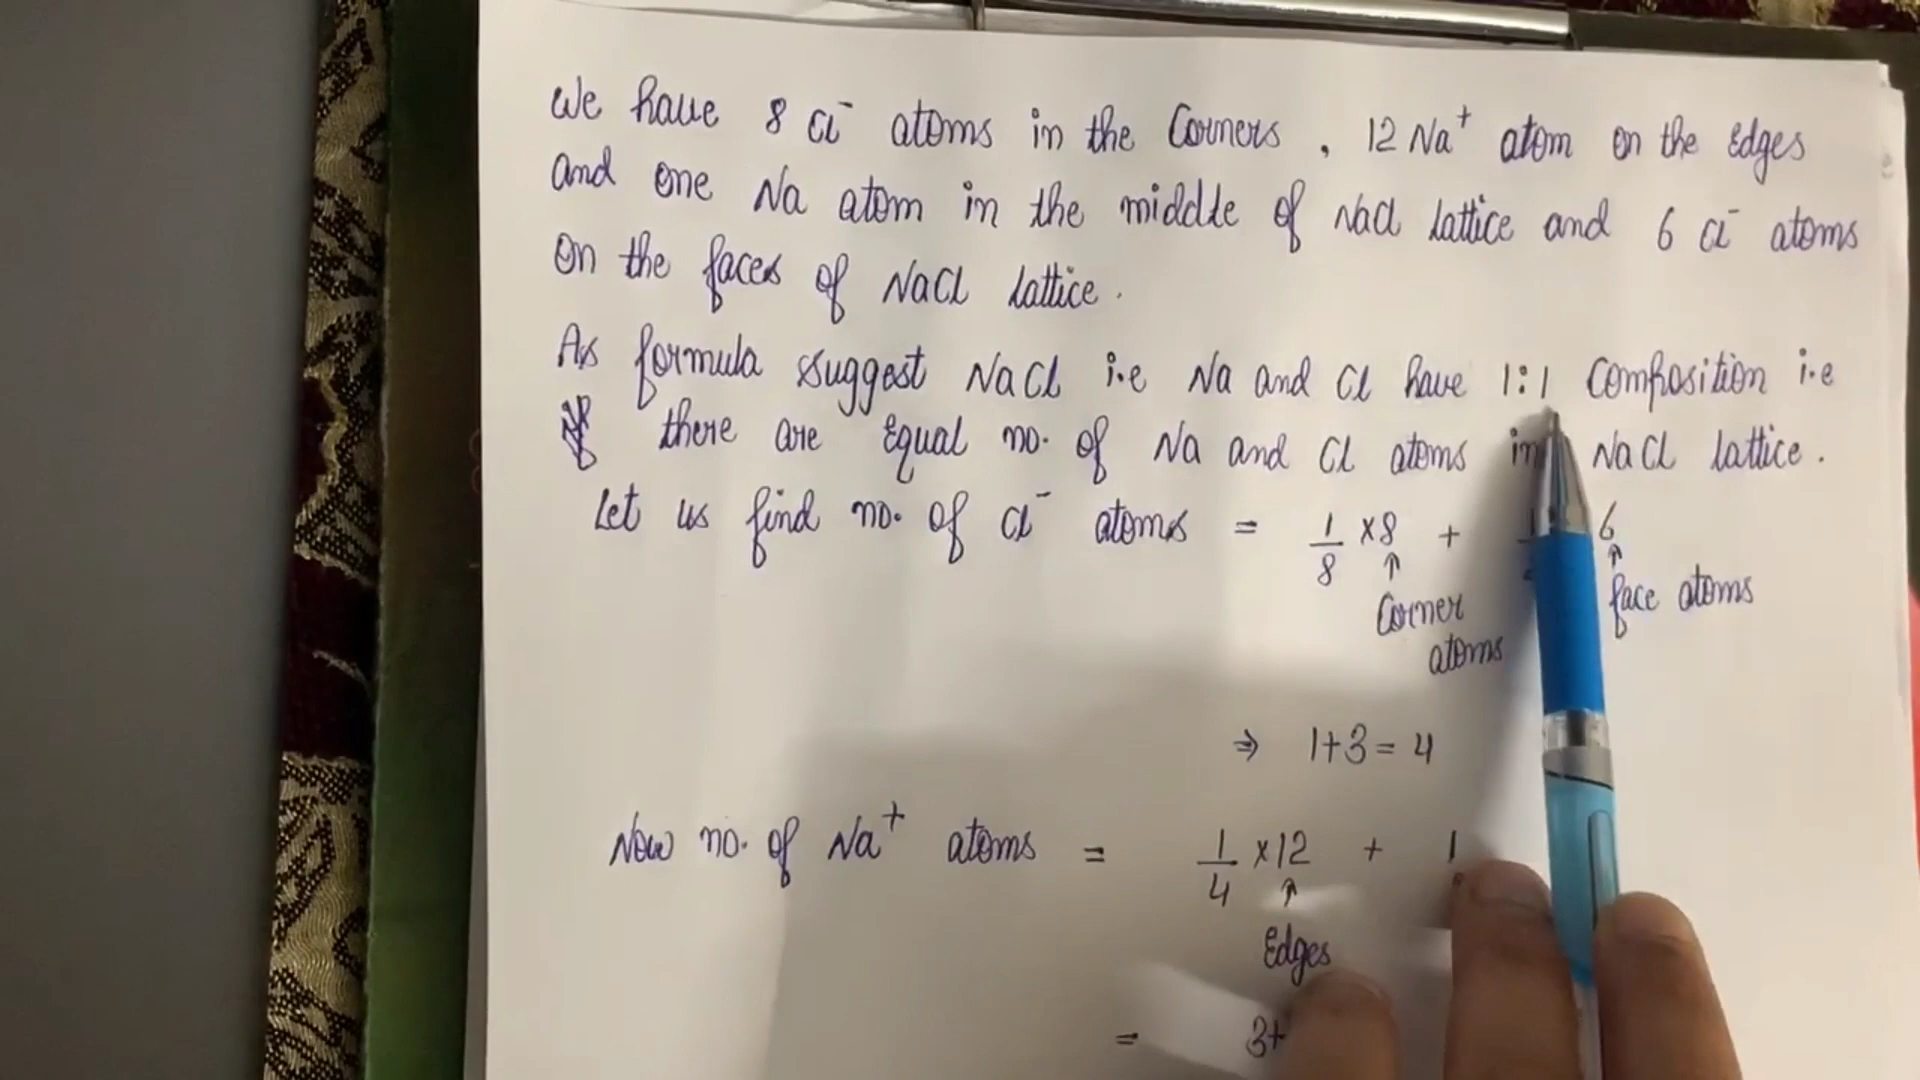 We have 8 Cl⁻ atoms in the Corners , 12 Na⁺ atom on the Edges
and one Na atom in the middle of NaCl lattice and 6 Cl⁻ atoms
on the faces of NaCl lattice .
As formula suggest NaCl i.e Na and Cl have 1:1 Composition i.e
there are Equal no. of Na and Cl atoms in NaCl lattice .
Let us find no. of Cl⁻ atoms = 1/8 ×8 + 6
↑ ↑
Corner atoms face atoms
⇒ 1+3 = 4
Now no. of Na⁺ atoms = 1/4 ×12 + 1
↑
Edges
= 3+